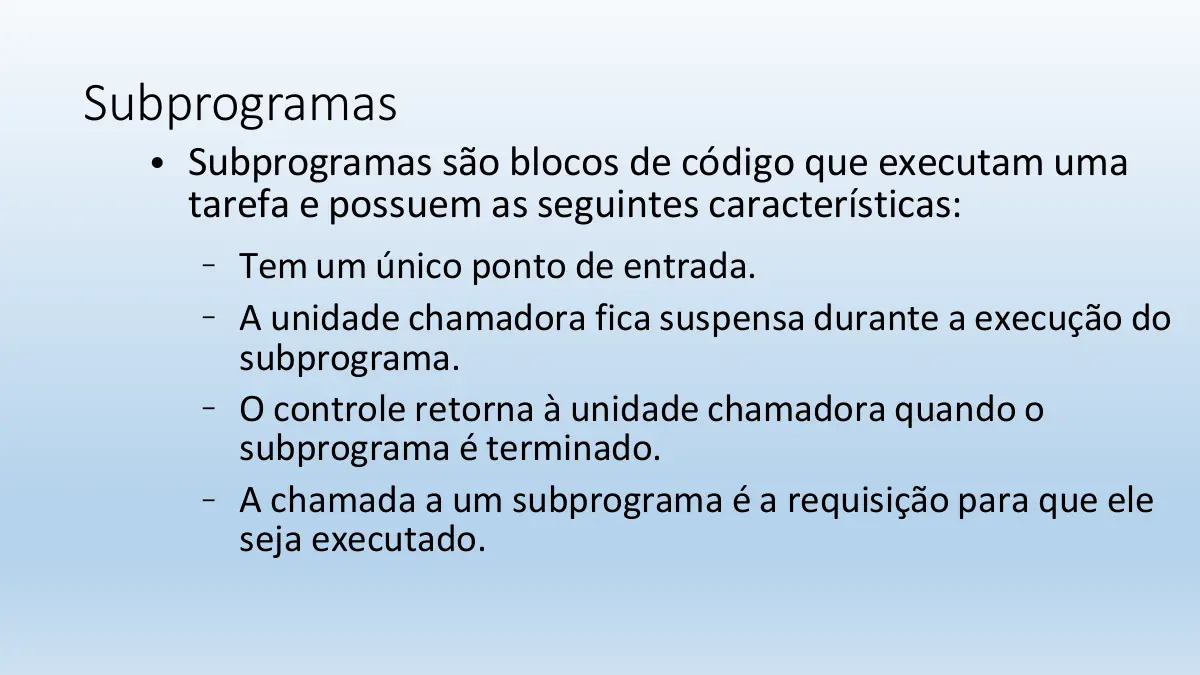 Subprogramas
• Subprogramas são blocos de código que executam uma
tarefa e possuem as seguintes características:
– Tem um único ponto de entrada.
– A unidade chamadora fica suspensa durante a execução do
subprograma.
– O controle retorna à unidade chamadora quando o
subprograma é terminado.
– A chamada a um subprograma é a requisição para que ele
seja executado.